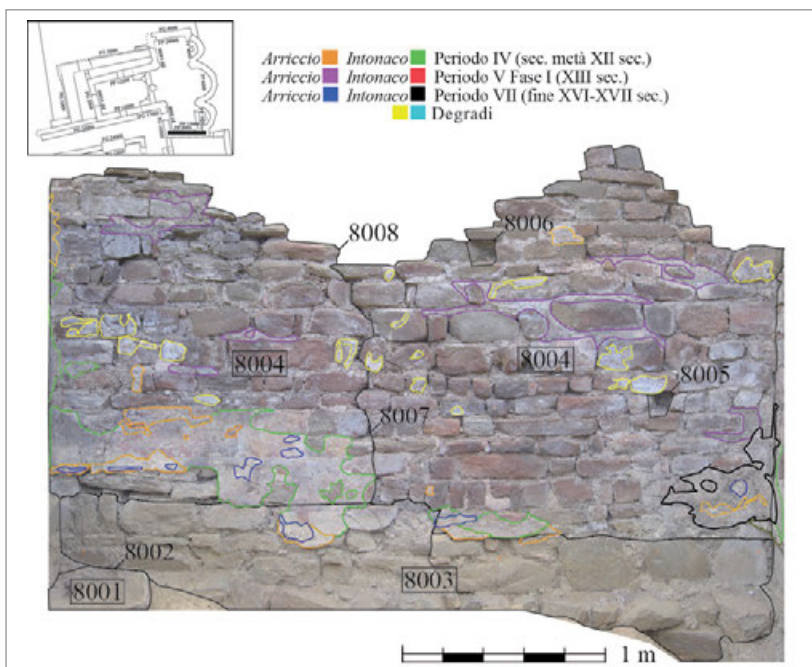 Arriccio Intonaco Periodo IV (sec. metà XII sec.)
Arriccio Intonaco Periodo V Fase I (XIII sec.)
Arriccio Intonaco Periodo VII (fine XVI-XVII sec.)
Degradi
8006
8008
8004
8004
8005
8007
8002
8003
8001
1 m